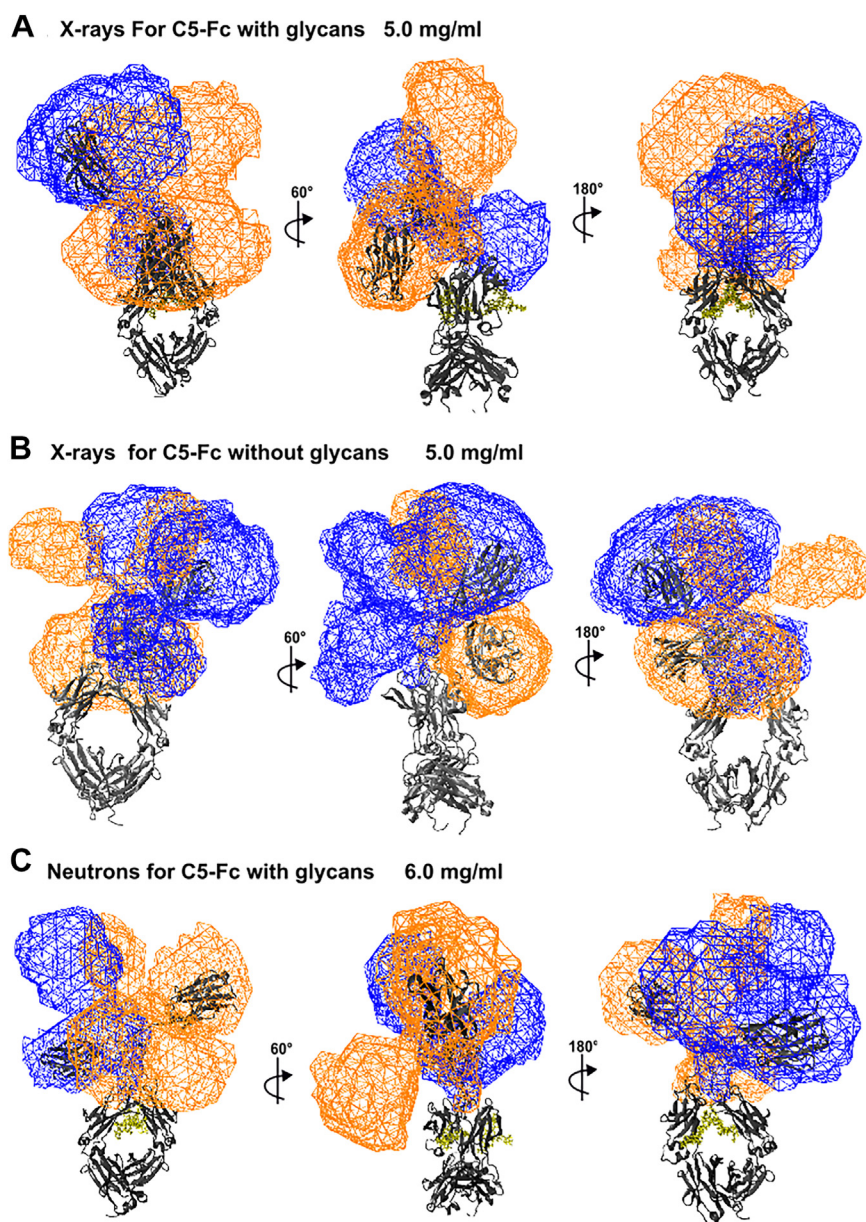 A X-rays For C5-Fc with glycans 5.0 mg/ml
60° 180°
B X-rays for C5-Fc without glycans 5.0 mg/ml
60° 180°
C Neutrons for C5-Fc with glycans 6.0 mg/ml
60° 180°